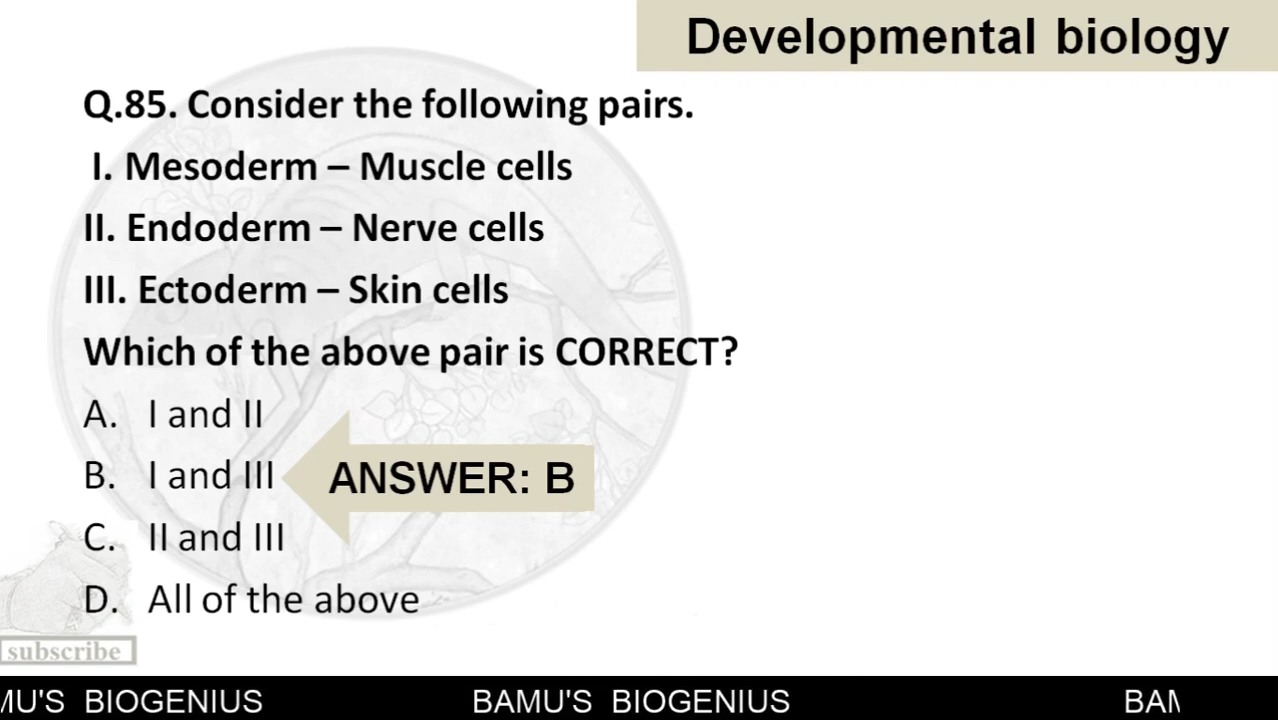 Developmental biology
Q.85. Consider the following pairs.
I. Mesoderm – Muscle cells
II. Endoderm – Nerve cells
III. Ectoderm – Skin cells
Which of the above pair is CORRECT?
A. I and II
B. I and III
ANSWER: B
C. II and III
D. All of the above
subscribe
MU'S BIOGENIUS BAMU'S BIOGENIUS BAM